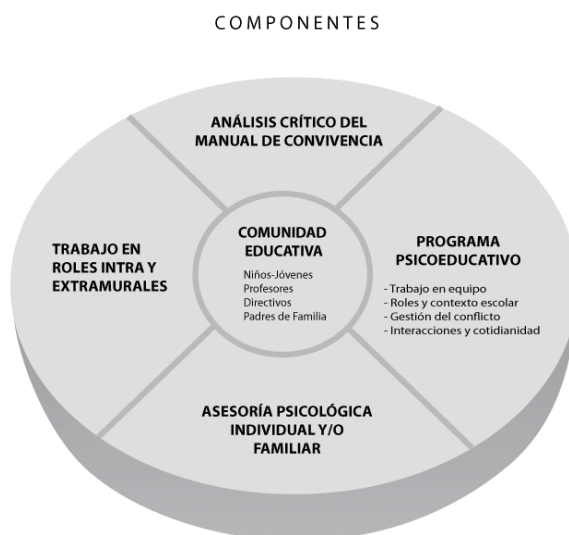 COMPONENTES
ANÁLISIS CRÍTICO DEL
MANUAL DE CONVIVENCIA
TRABAJO EN
ROLES INTRA Y
EXTRAMURALES
COMUNIDAD
EDUCATIVA
Niños-Jóvenes
Profesores
Directivos
Padres de Familia
PROGRAMA
PSICOEDUCATIVO
- Trabajo en equipo
- Roles y contexto escolar
- Gestión del conflicto
- Interacciones y cotidianidad
ASESORÍA PSICOLÓGICA
INDIVIDUAL Y/O
FAMILIAR